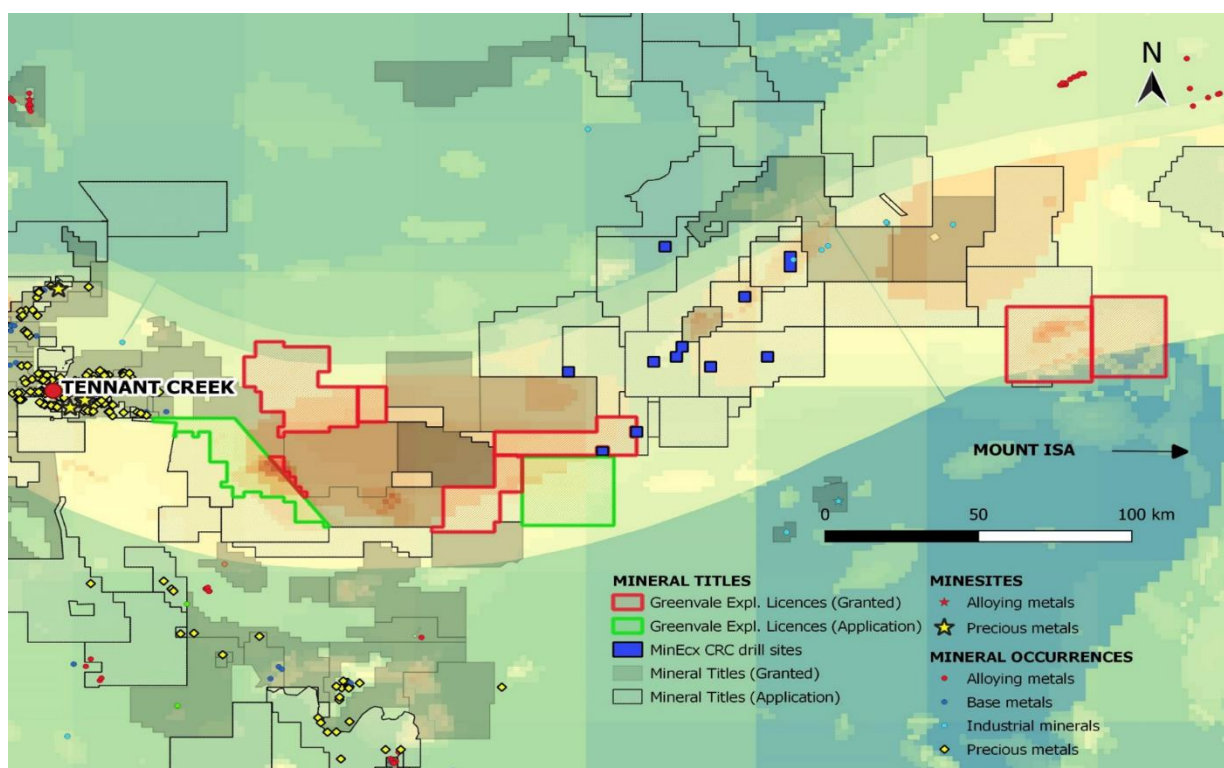 N
TENNANT CREEK
MOUNT ISA
0 50 100 km
MINERAL TITLES
Greenvale Expl. Licences (Granted)
Greenvale Expl. Licences (Application)
MinEcx CRC drill sites
Mineral Titles (Granted)
Mineral Titles (Application)
MINESITES
Alloying metals
Precious metals
MINERAL OCCURRENCES
Alloying metals
Base metals
Industrial minerals
Precious metals